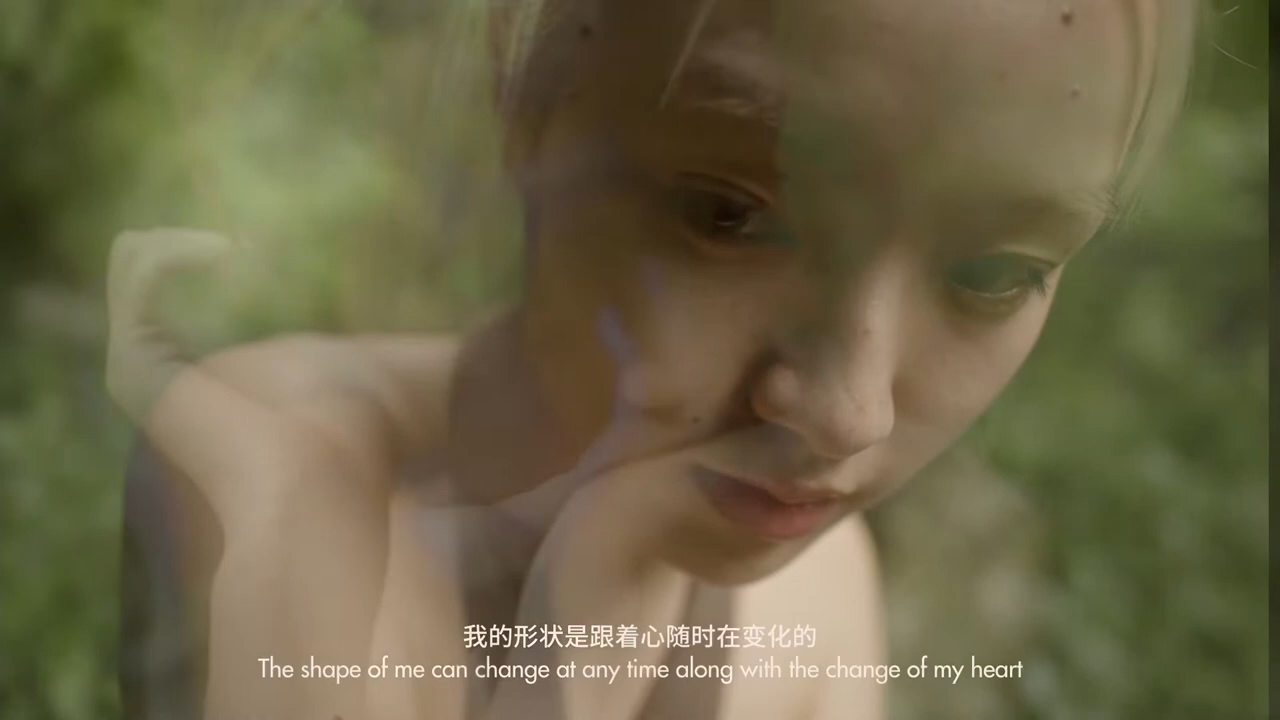 我的形状是跟着心随时在变化的
The shape of me can change at any time along with the change of my heart